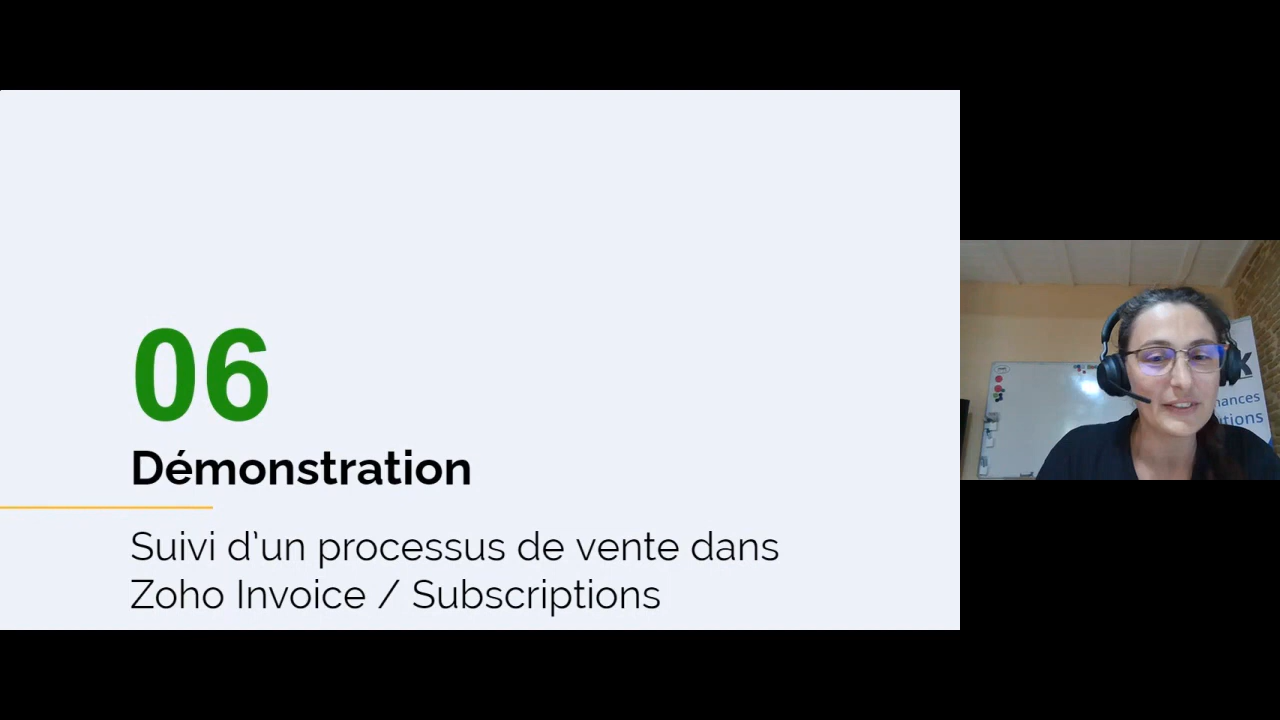 06
Démonstration
Suivi d’un processus de vente dans
Zoho Invoice / Subscriptions